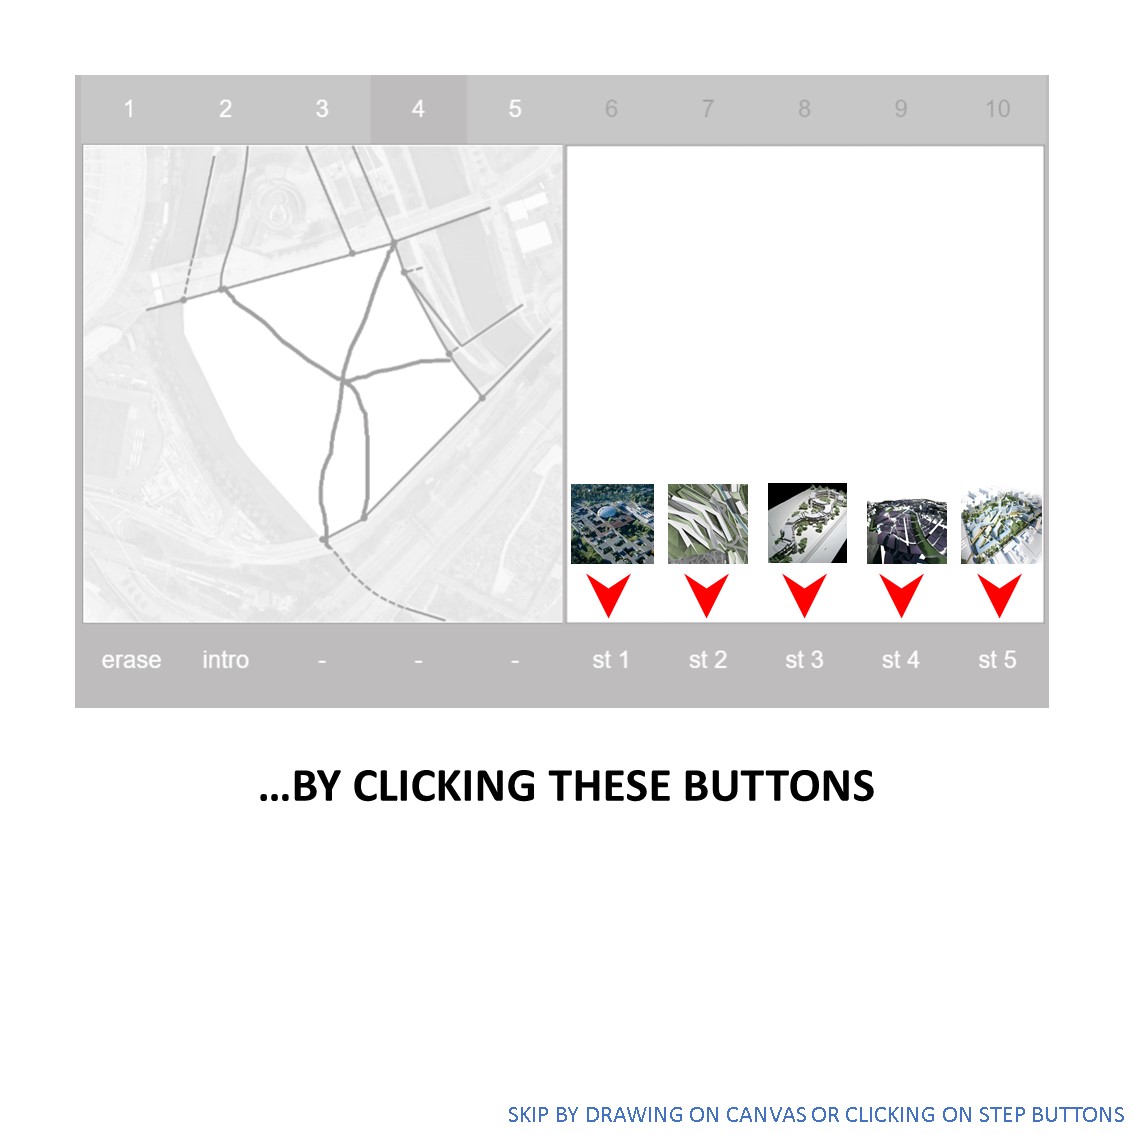 1 2 3 4 5 6 7 8 9 10
erase intro - - - st 1 st 2 st 3 st 4 st 5
...BY CLICKING THESE BUTTONS
SKIP BY DRAWING ON CANVAS OR CLICKING ON STEP BUTTONS